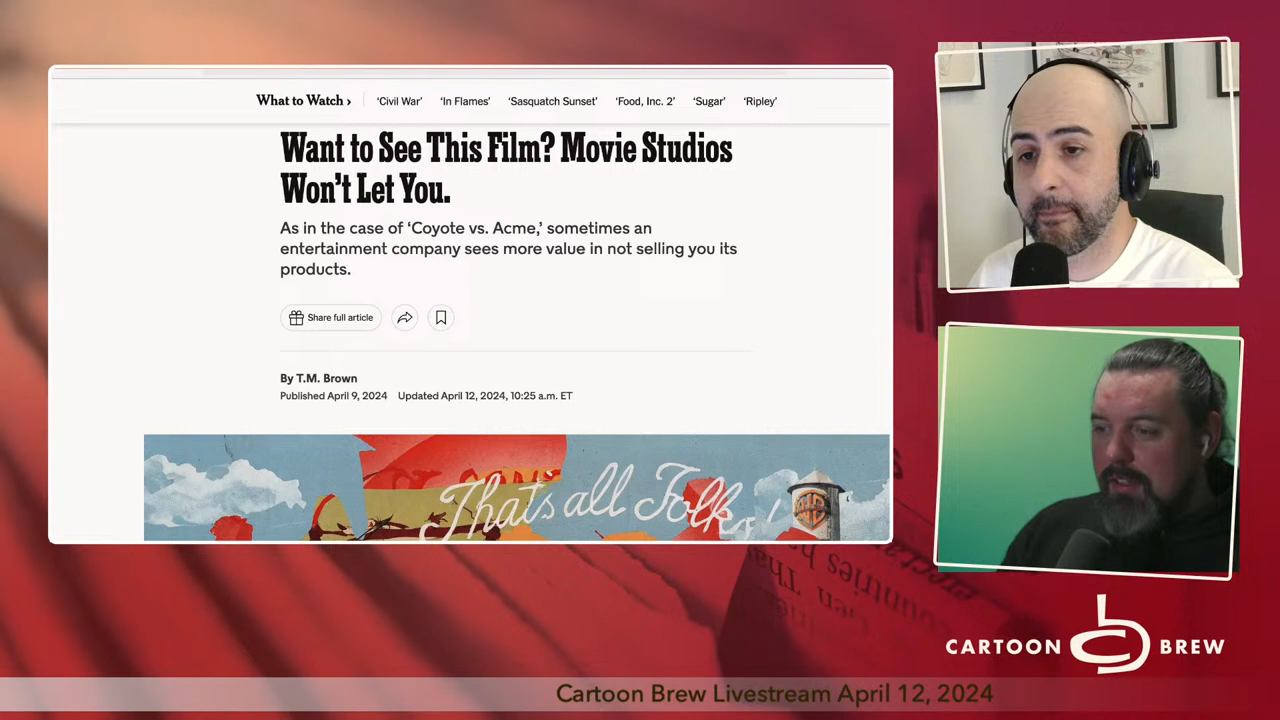 What to Watch › 'Civil War' 'In Flames' 'Sasquatch Sunset' 'Food, Inc. 2' 'Sugar' 'Ripley'
Want to See This Film? Movie Studios
Won't Let You.
As in the case of 'Coyote vs. Acme,' sometimes an
entertainment company sees more value in not selling you its
products.
Share full article
By T.M. Brown
Published April 9, 2024 Updated April 12, 2024, 10:25 a.m. ET
That's all Folks!
WB
CARTOON BREW
Cartoon Brew Livestream April 12, 2024